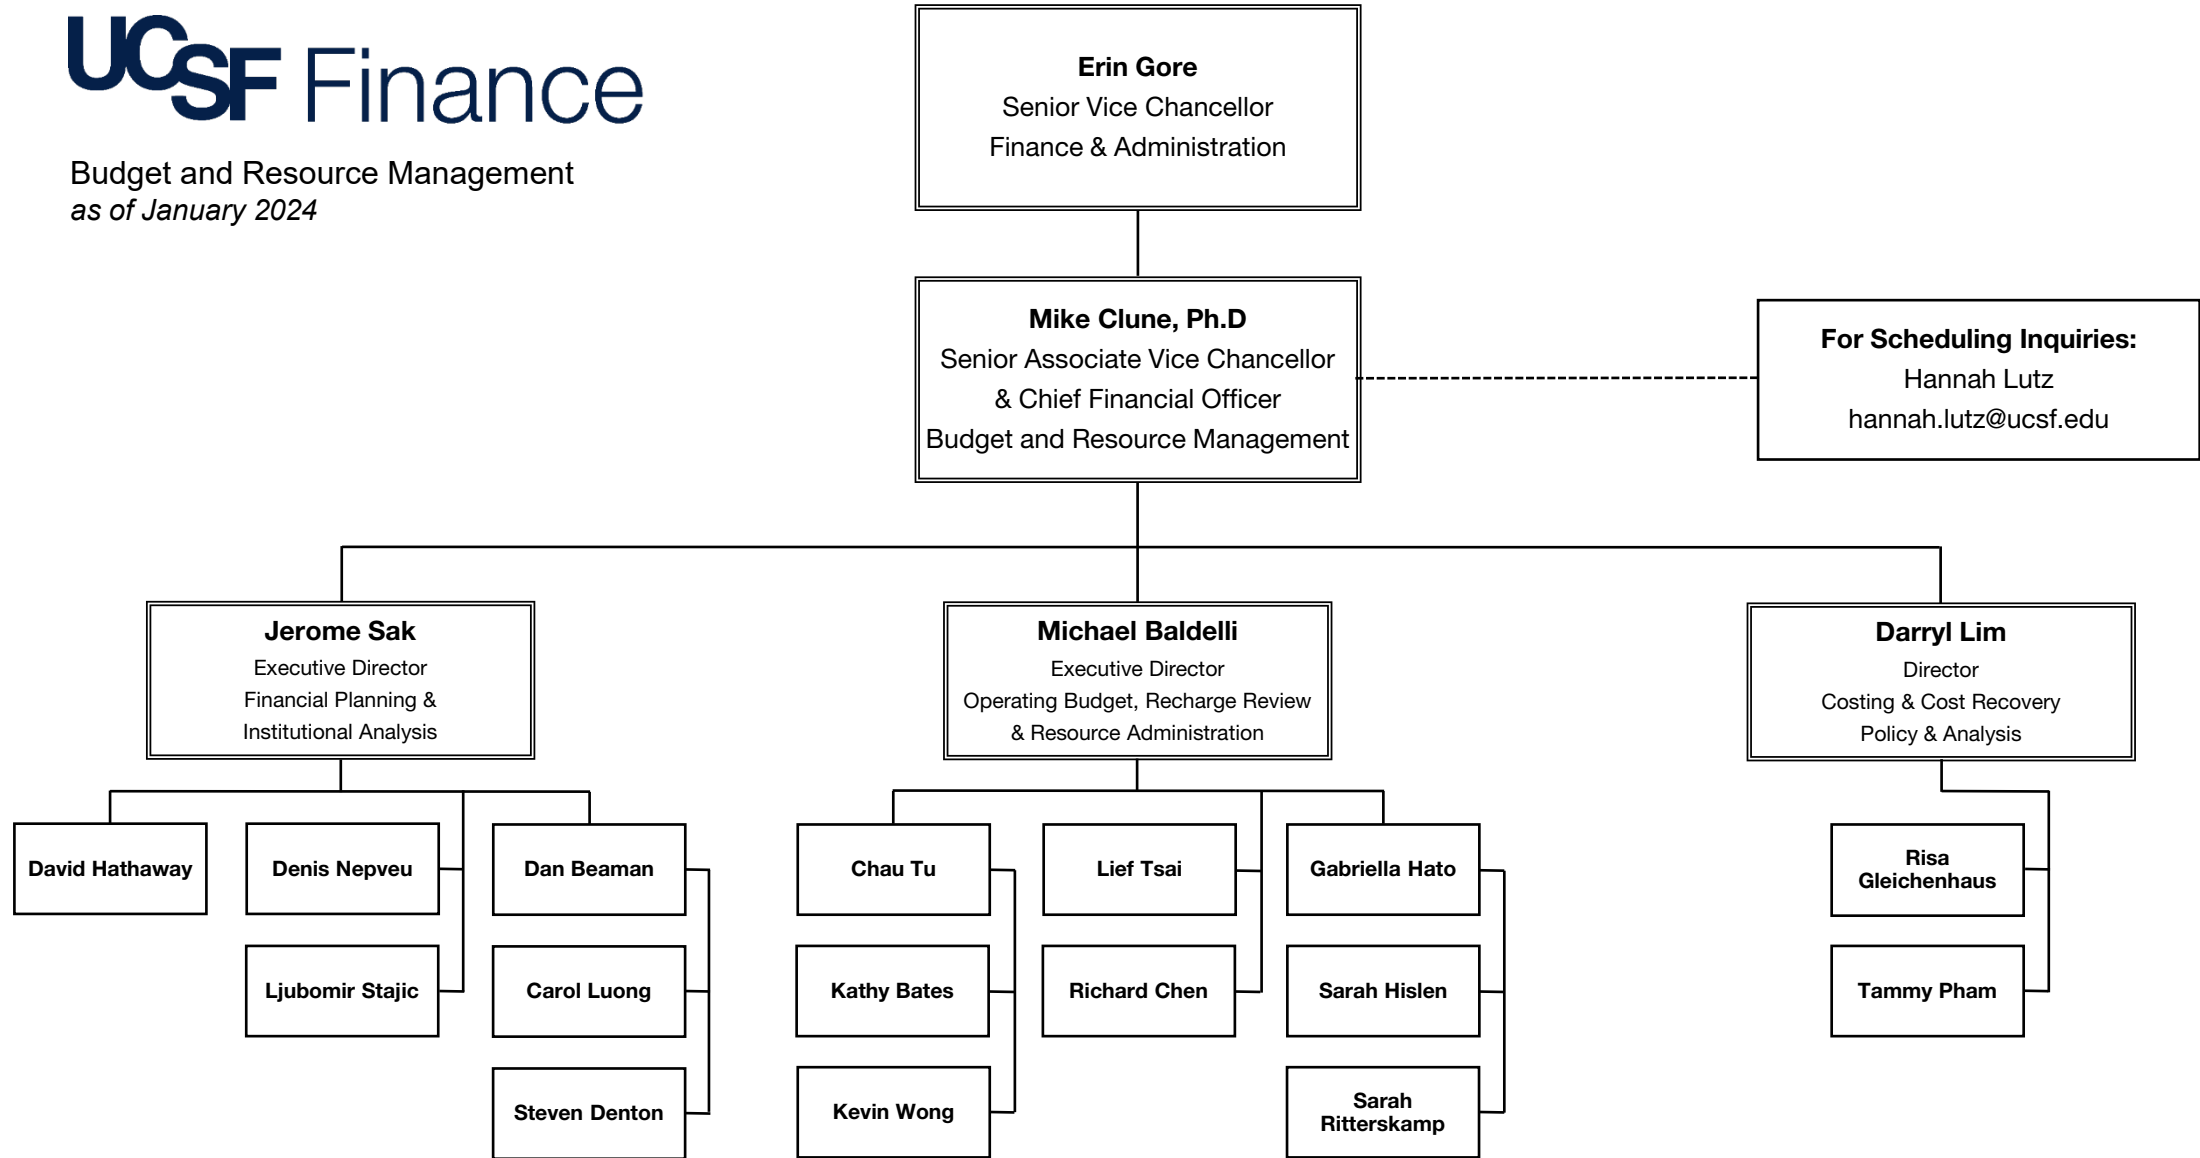 UCSF Finance
Budget and Resource Management
as of January 2024
Erin Gore
Senior Vice Chancellor
Finance & Administration
Mike Clune, Ph.D
Senior Associate Vice Chancellor
& Chief Financial Officer
Budget and Resource Management
For Scheduling Inquiries:
Hannah Lutz
hannah.lutz@ucsf.edu
Jerome Sak
Executive Director
Financial Planning &
Institutional Analysis
Michael Baldelli
Executive Director
Operating Budget, Recharge Review
& Resource Administration
Darryl Lim
Director
Costing & Cost Recovery
Policy & Analysis
David Hathaway
Denis Nepveu
Ljubomir Stajic
Dan Beaman
Carol Luong
Steven Denton
Chau Tu
Kathy Bates
Kevin Wong
Lief Tsai
Richard Chen
Gabriella Hato
Sarah Hislen
Sarah
Ritterskamp
Risa
Gleichenhaus
Tammy Pham